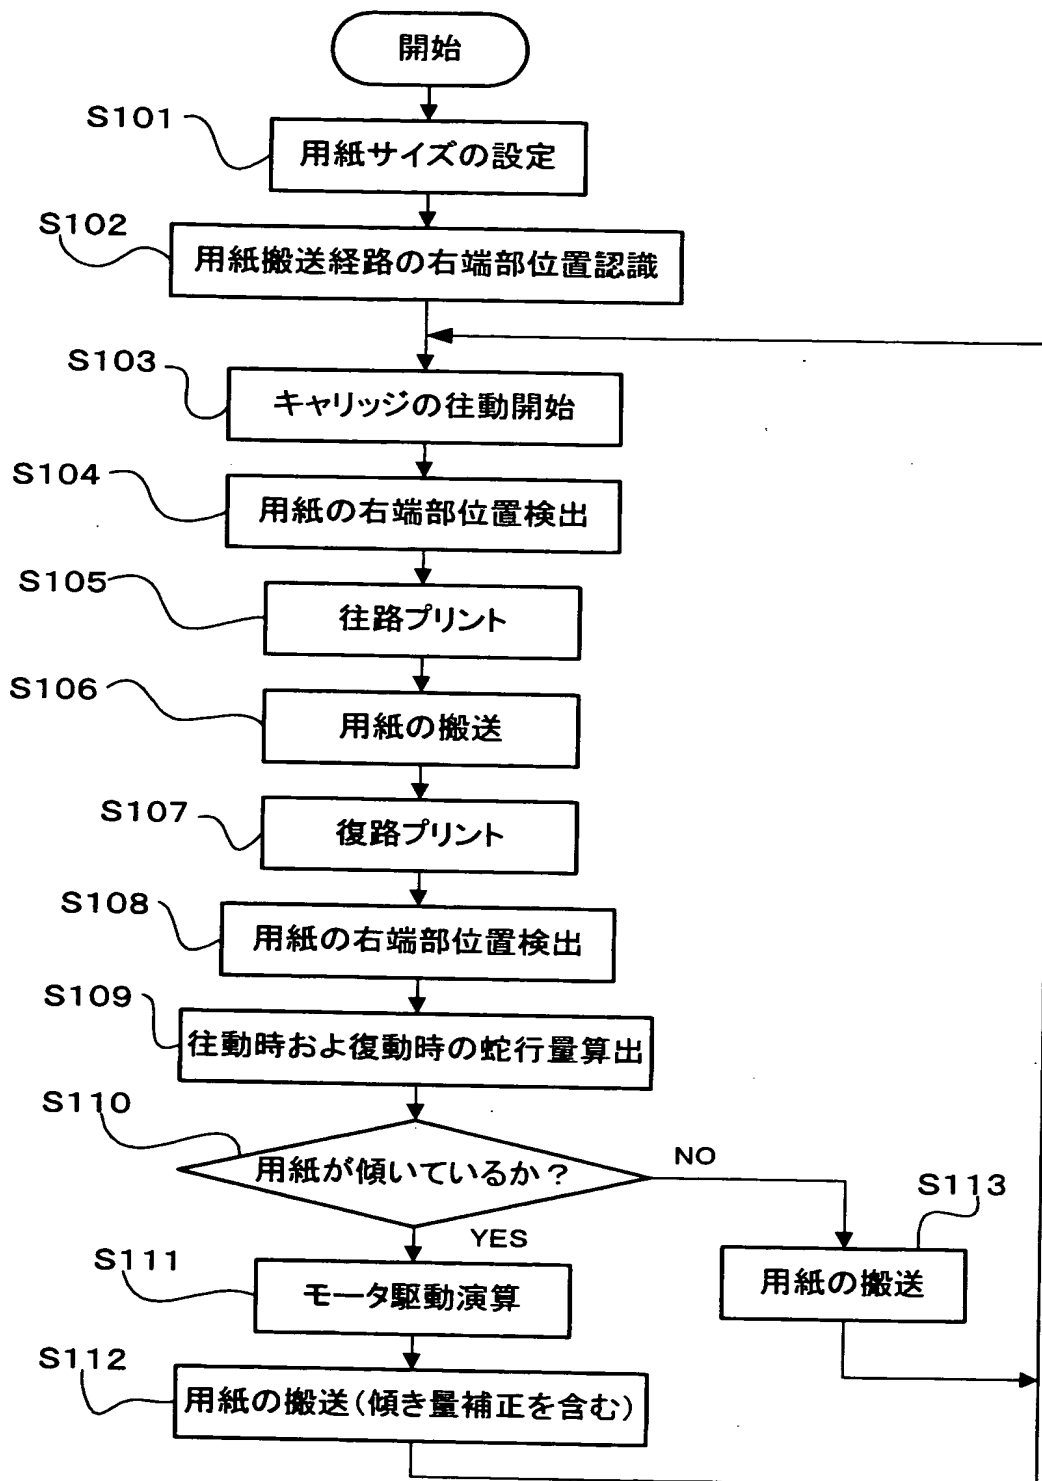 開始
S101
用紙サイズの設定
S102
用紙搬送経路の右端部位置認識
S103
キャリッジの往動開始
S104
用紙の右端部位置検出
S105
往路プリント
S106
用紙の搬送
S107
復路プリント
S108
用紙の右端部位置検出
S109
往動時およ復動時の蛇行量算出
S110
用紙が傾いているか？
NO
YES
S113
用紙の搬送
S111
モータ駆動演算
S112
用紙の搬送(傾き量補正を含む)